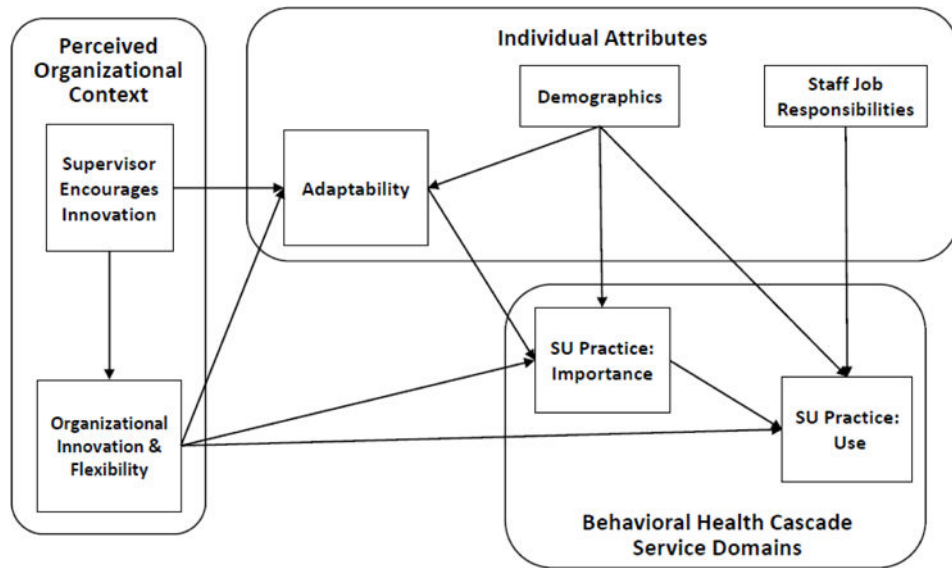 Perceived
Organizational
Context
Supervisor
Encourages
Innovation
Organizational
Innovation &
Flexibility
Individual Attributes
Demographics
Staff Job
Responsibilities
Adaptability
SU Practice:
Importance
SU Practice:
Use
Behavioral Health Cascade
Service Domains